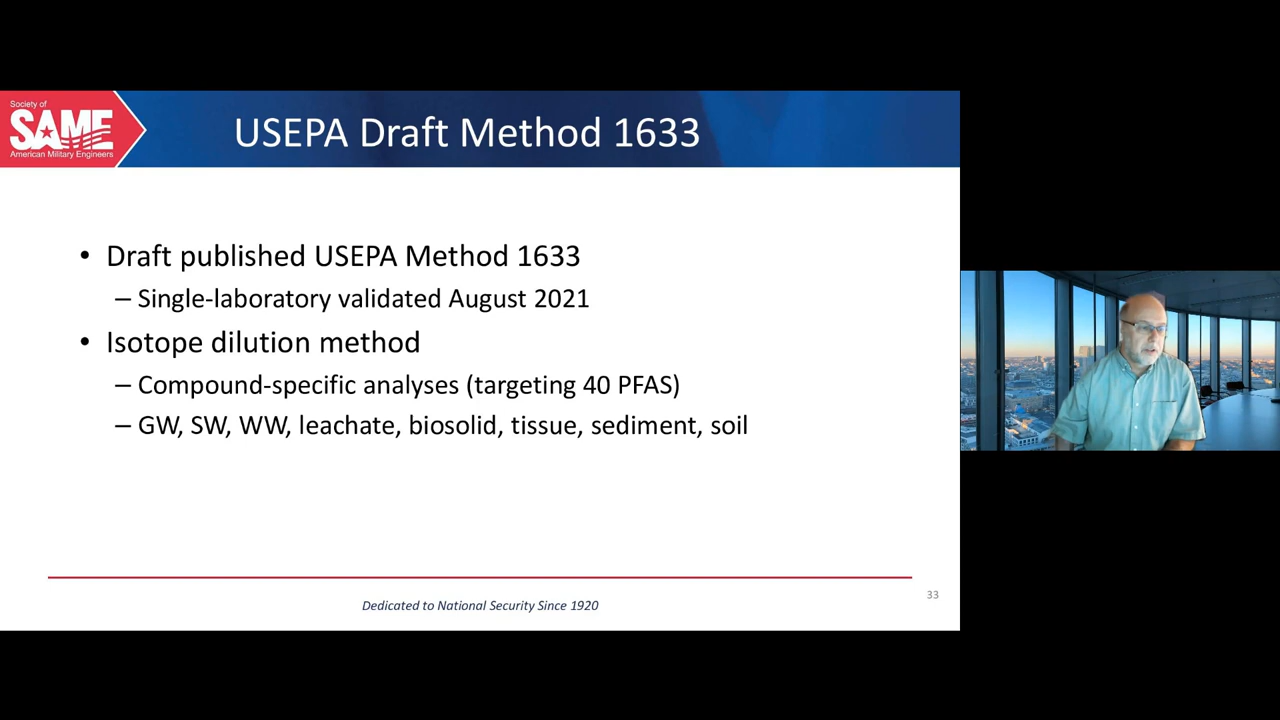 Society of
SAME
American Military Engineers
USEPA Draft Method 1633
• Draft published USEPA Method 1633
– Single-laboratory validated August 2021
• Isotope dilution method
– Compound-specific analyses (targeting 40 PFAS)
– GW, SW, WW, leachate, biosolid, tissue, sediment, soil
33
Dedicated to National Security Since 1920